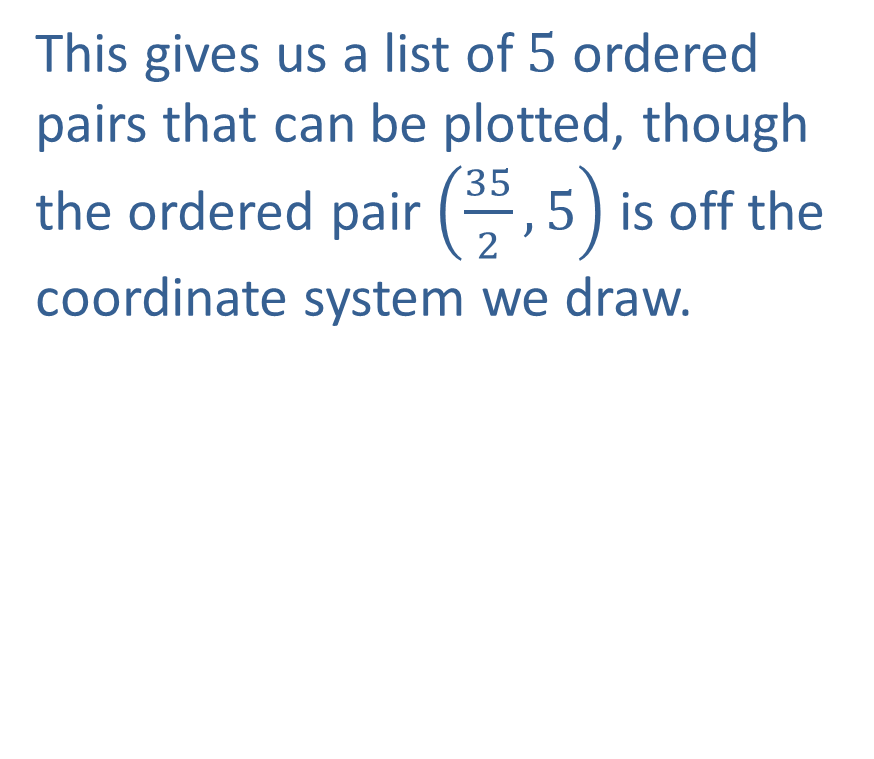 This gives us a list of 5 ordered
pairs that can be plotted, though
the ordered pair (35/2, 5) is off the
coordinate system we draw.